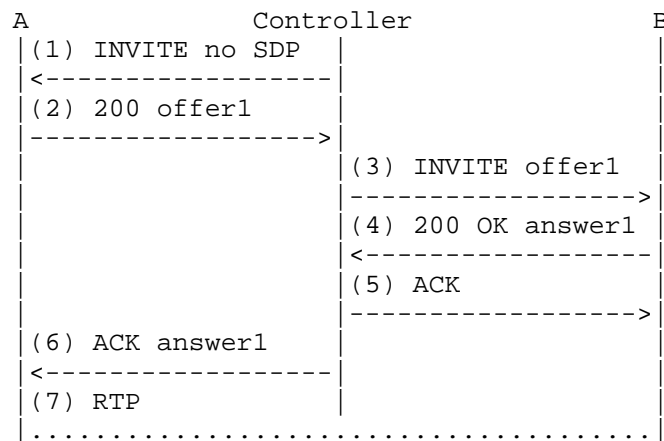 A Controller B
(1) INVITE no SDP
(2) 200 offer1
(3) INVITE offer1
(4) 200 OK answer1
(5) ACK
(6) ACK answer1
(7) RTP